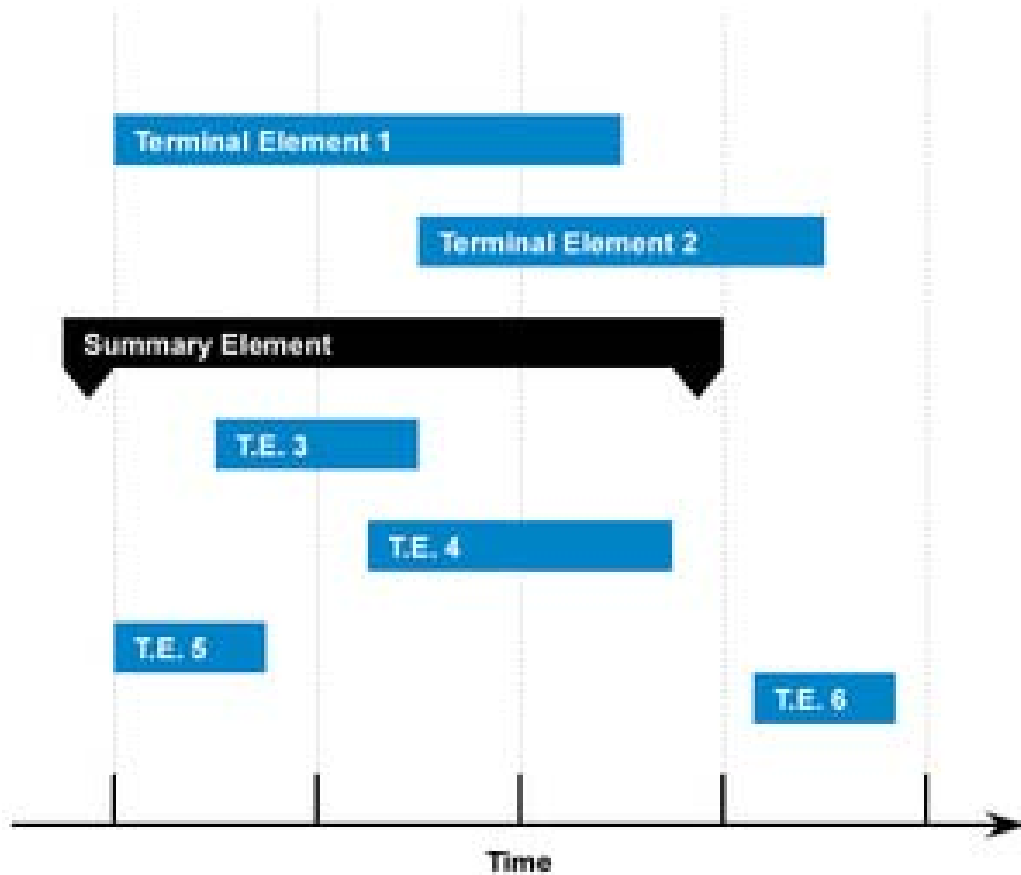 Terminal Element 1
Terminal Element 2
Summary Element
T.E. 3
T.E. 4
T.E. 5
T.E. 6
Time